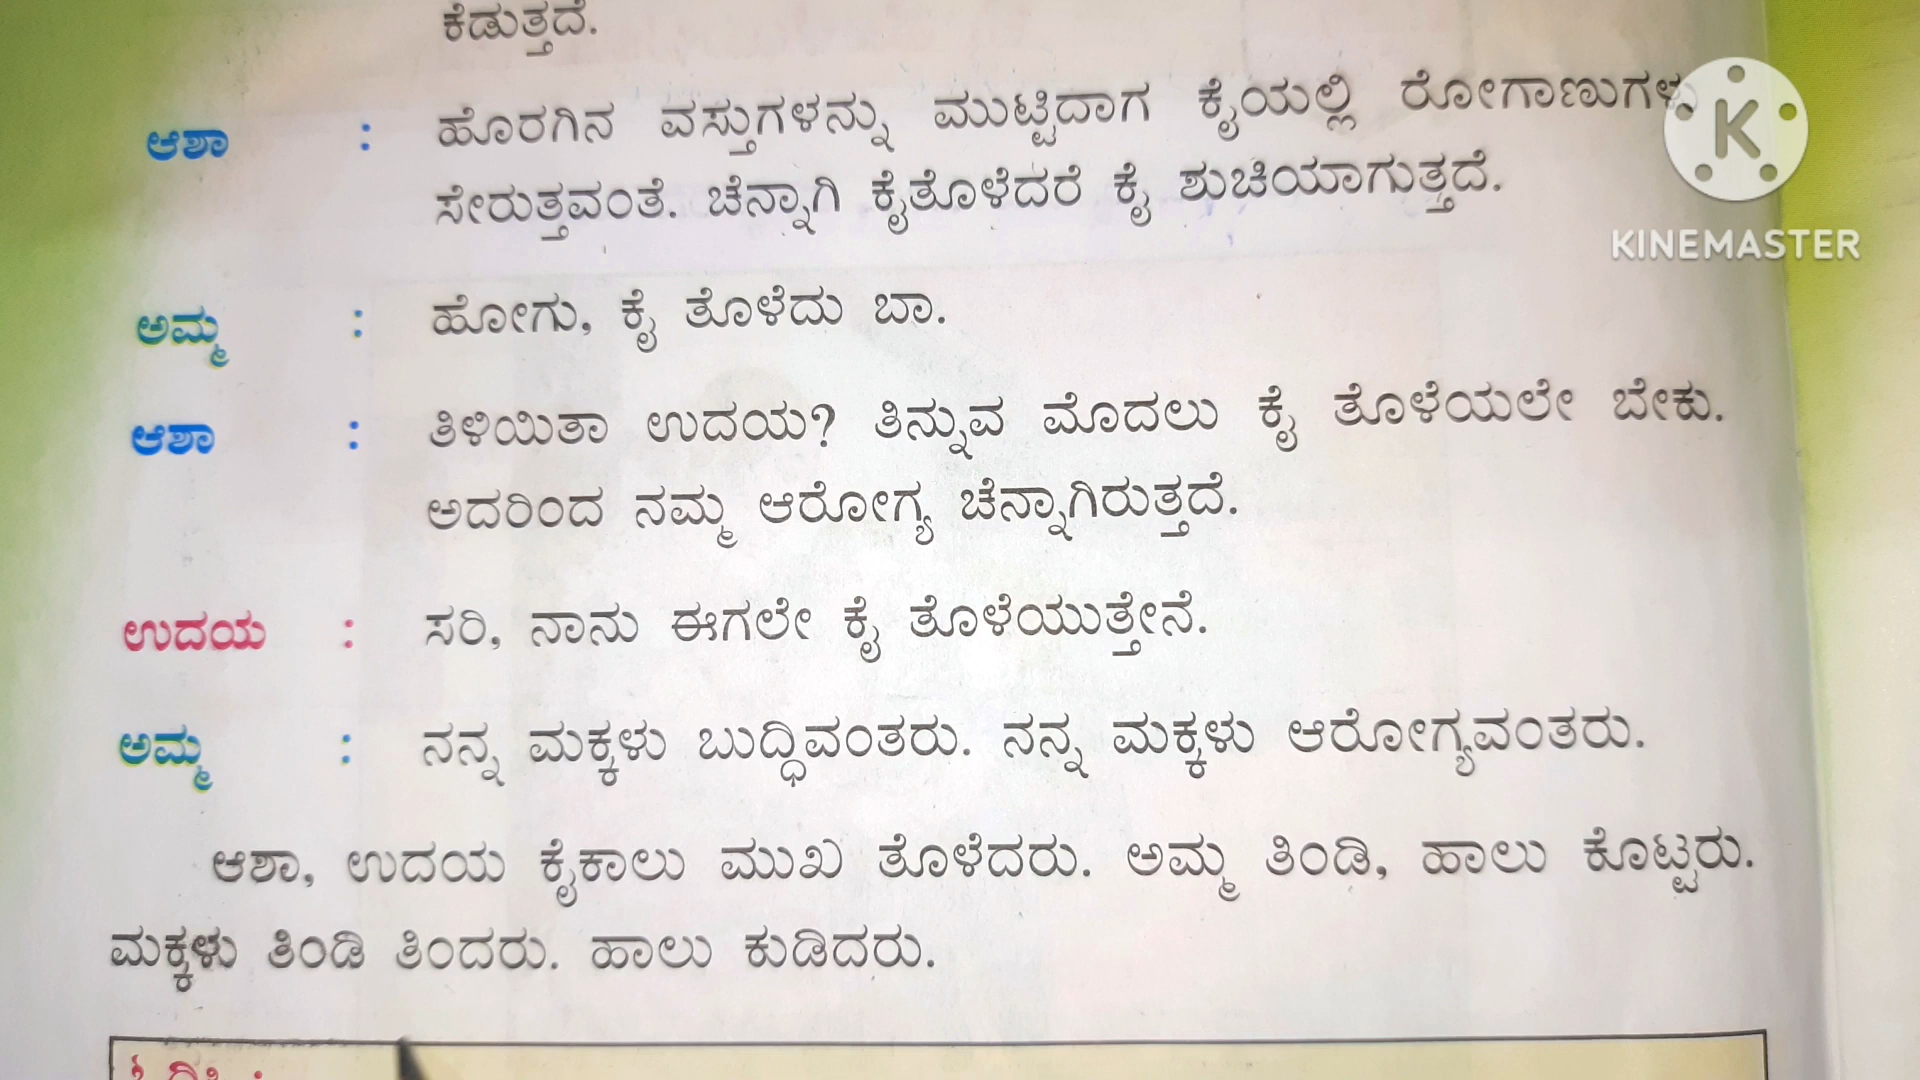 ಕೆಡುತ್ತದೆ.
ಆಶಾ : ಹೊರಗಿನ ವಸ್ತುಗಳನ್ನು ಮುಟ್ಟಿದಾಗ ಕೈಯಲ್ಲಿ ರೋಗಾಣುಗಳು
ಸೇರುತ್ತವಂತೆ. ಚೆನ್ನಾಗಿ ಕೈತೊಳೆದರೆ ಕೈ ಶುಚಿಯಾಗುತ್ತದೆ.
KINEMASTER
ಅಮ್ಮ : ಹೋಗು, ಕೈ ತೊಳೆದು ಬಾ.
ಆಶಾ : ತಿಳಿಯಿತಾ ಉದಯ? ತಿನ್ನುವ ಮೊದಲು ಕೈ ತೊಳೆಯಲೇ ಬೇಕು.
ಅದರಿಂದ ನಮ್ಮ ಆರೋಗ್ಯ ಚೆನ್ನಾಗಿರುತ್ತದೆ.
ಉದಯ : ಸರಿ, ನಾನು ಈಗಲೇ ಕೈ ತೊಳೆಯುತ್ತೇನೆ.
ಅಮ್ಮ : ನನ್ನ ಮಕ್ಕಳು ಬುದ್ಧಿವಂತರು. ನನ್ನ ಮಕ್ಕಳು ಆರೋಗ್ಯವಂತರು.
ಆಶಾ, ಉದಯ ಕೈಕಾಲು ಮುಖ ತೊಳೆದರು. ಅಮ್ಮ ತಿಂಡಿ, ಹಾಲು ಕೊಟ್ಟರು.
ಮಕ್ಕಳು ತಿಂಡಿ ತಿಂದರು. ಹಾಲು ಕುಡಿದರು.